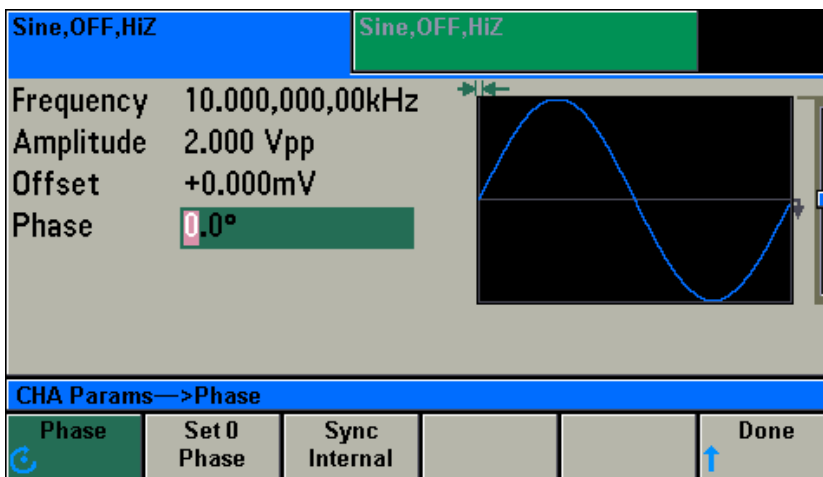 Sine,OFF,HiZ
Sine,OFF,HiZ
Frequency 10.000,000,00kHz
Amplitude 2.000 Vpp
Offset +0.000mV
Phase 0.0°
CHA Params—>Phase
Phase
Set 0 Phase
Sync Internal
Done